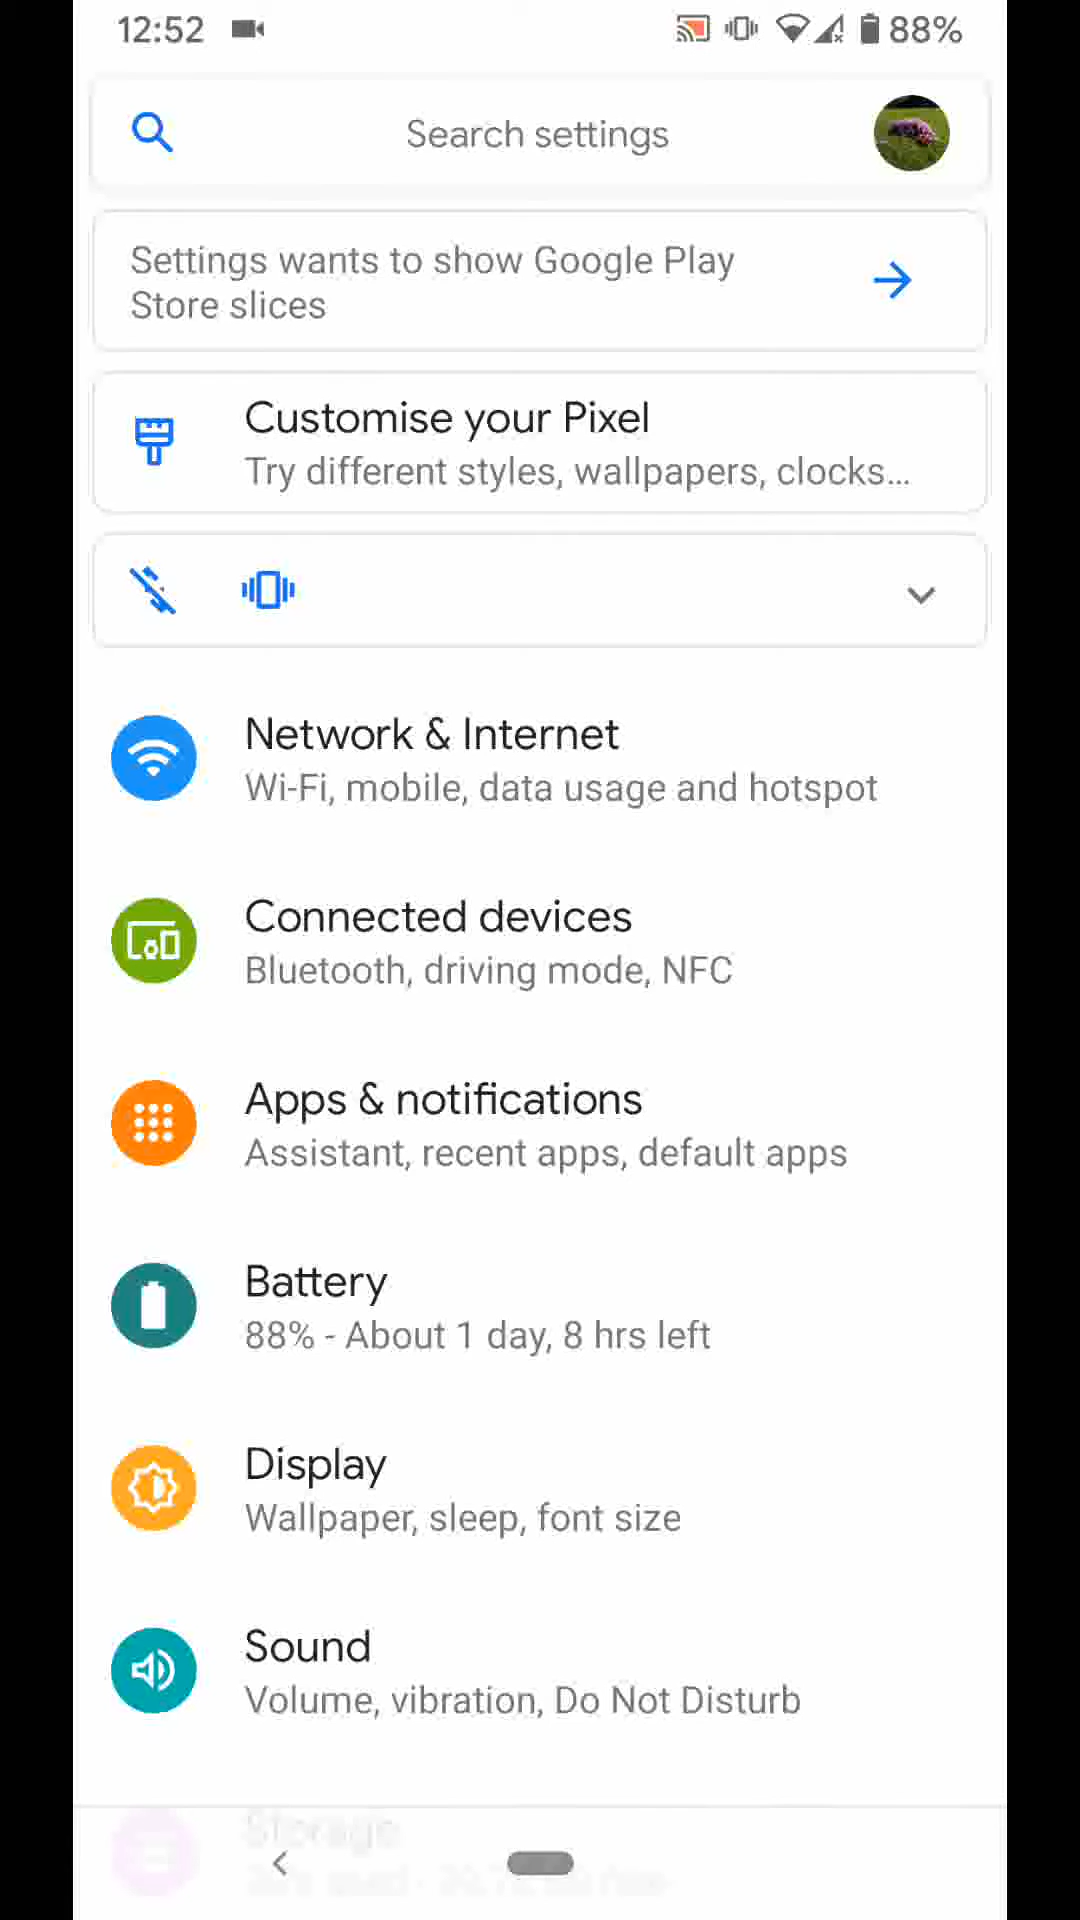 12:52
88%
Search settings
Settings wants to show Google Play
Store slices
Customise your Pixel
Try different styles, wallpapers, clocks…
Network & Internet
Wi-Fi, mobile, data usage and hotspot
Connected devices
Bluetooth, driving mode, NFC
Apps & notifications
Assistant, recent apps, default apps
Battery
88% - About 1 day, 8 hrs left
Display
Wallpaper, sleep, font size
Sound
Volume, vibration, Do Not Disturb
Storage